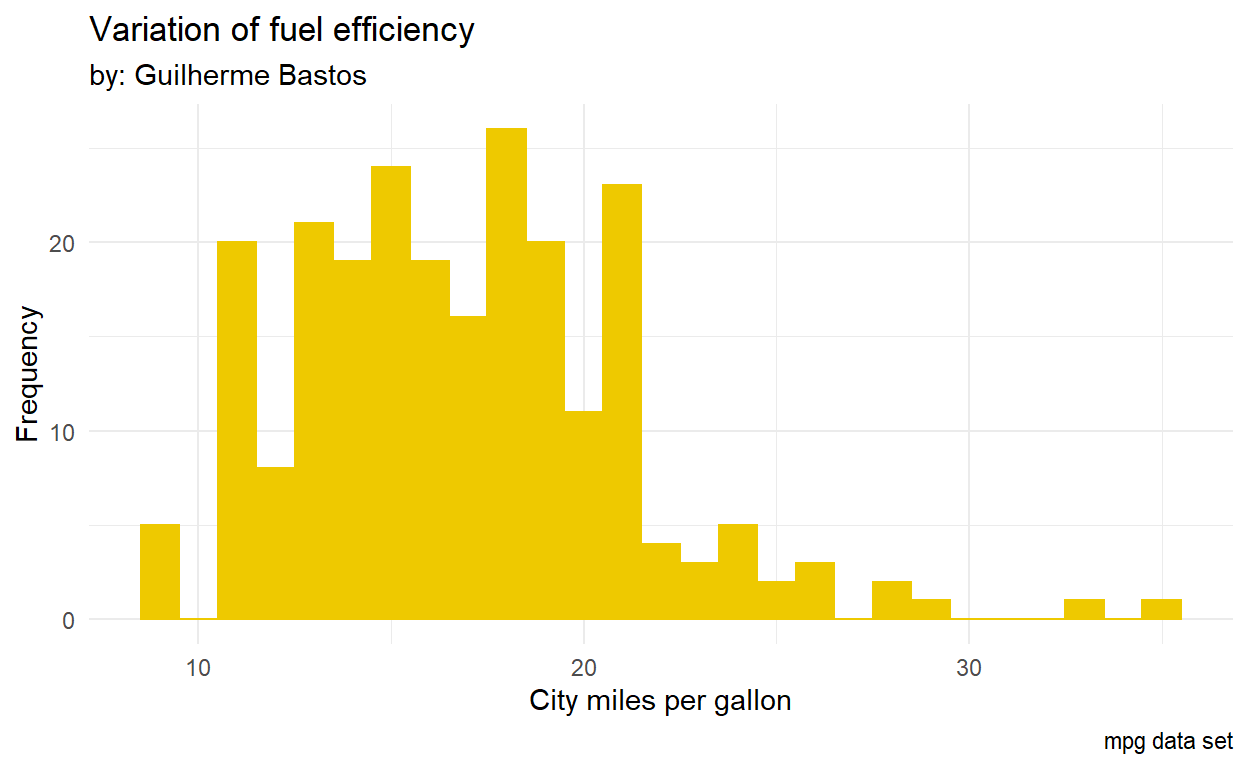 Variation of fuel efficiency
by: Guilherme Bastos
Frequency
20
10
0
10
20
30
City miles per gallon
mpg data set